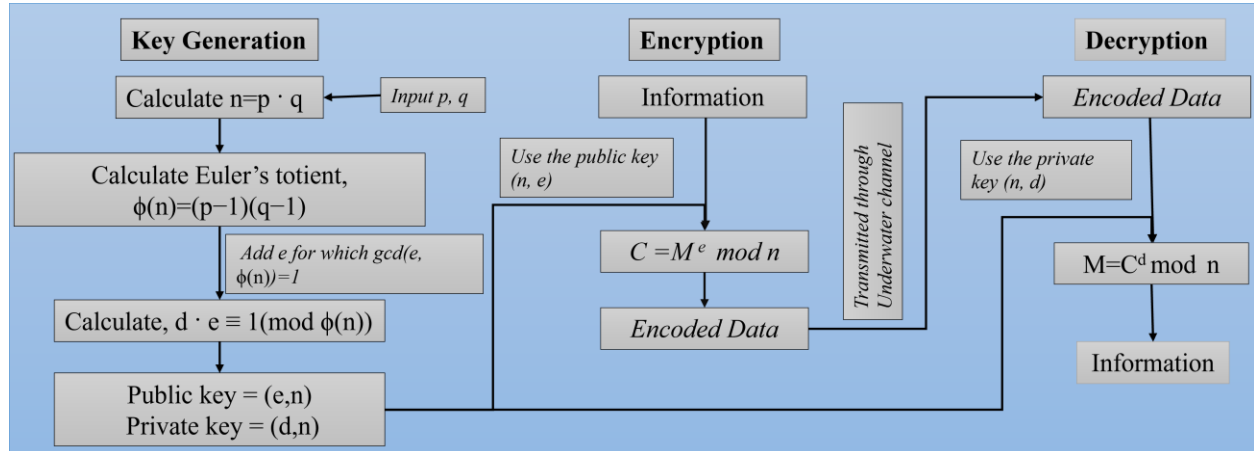 Key Generation
Calculate n=p · q
Input p, q
Calculate Euler’s totient,
ϕ(n)=(p−1)(q−1)
Add e for which gcd(e,
ϕ(n))=1
Calculate, d · e ≡ 1(mod ϕ(n))
Public key = (e,n)
Private key = (d,n)
Encryption
Information
Use the public key
(n, e)
C =Mᵉ mod n
Encoded Data
Transmitted through
Underwater channel
Decryption
Encoded Data
Use the private
key (n, d)
M=Cᵈ mod n
Information